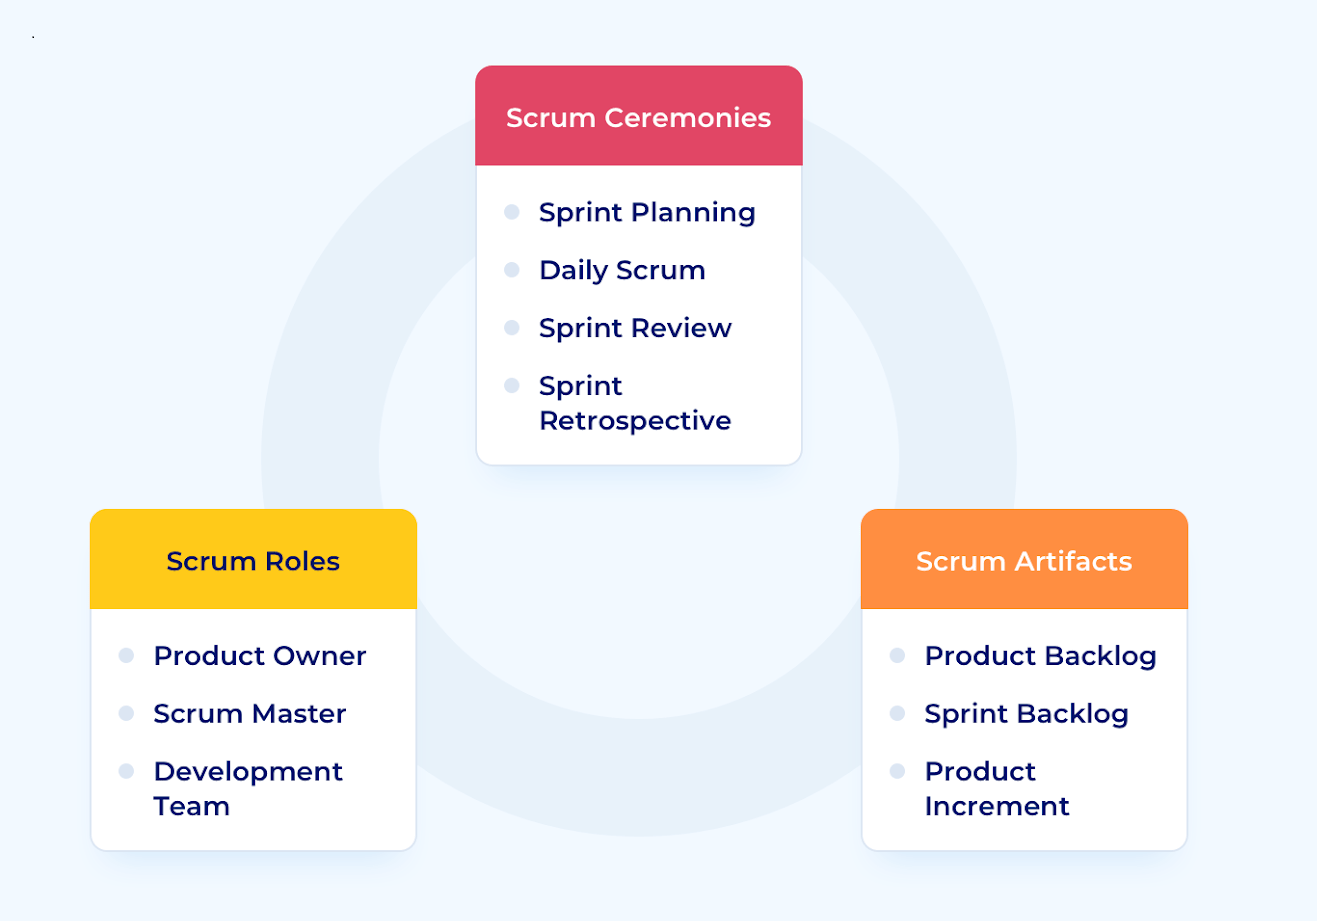 Scrum Ceremonies
Sprint Planning
Daily Scrum
Sprint Review
Sprint
Retrospective
Scrum Roles
Product Owner
Scrum Master
Development
Team
Scrum Artifacts
Product Backlog
Sprint Backlog
Product
Increment